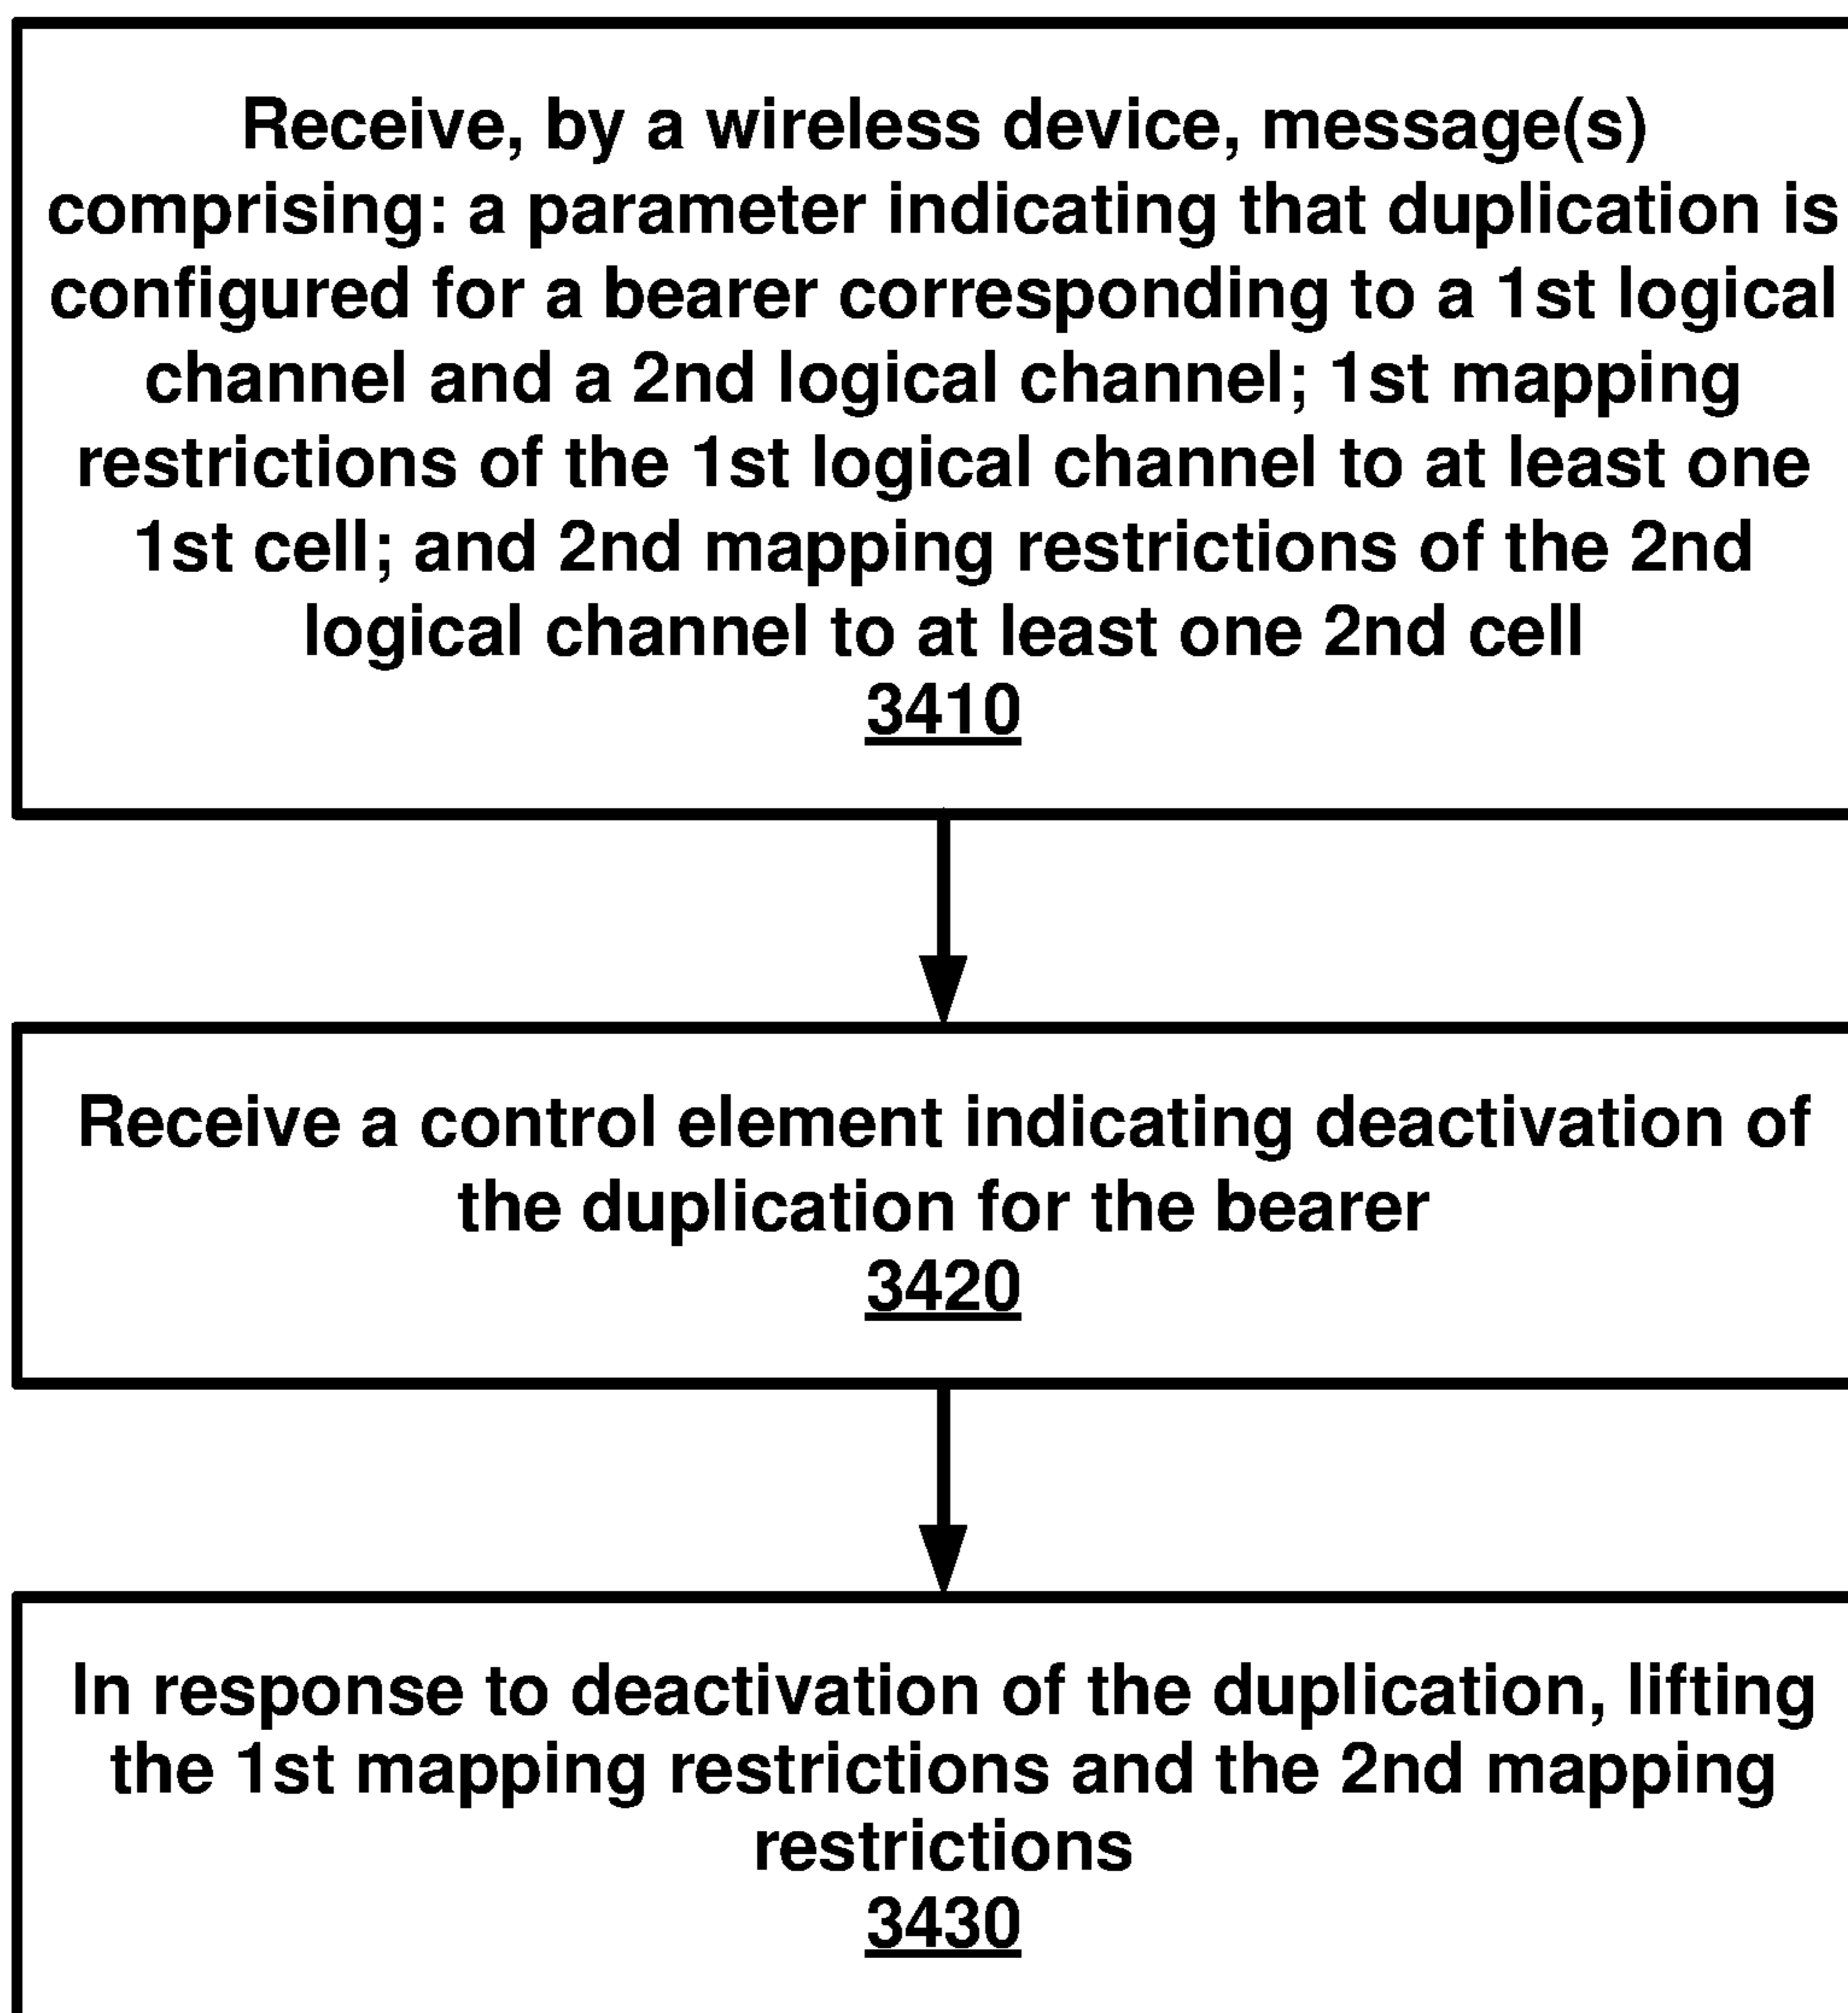 Receive, by a wireless device, message(s)
comprising: a parameter indicating that duplication is
configured for a bearer corresponding to a 1st logical
channel and a 2nd logical channel; 1st mapping
restrictions of the 1st logical channel to at least one
1st cell; and 2nd mapping restrictions of the 2nd
logical channel to at least one 2nd cell
3410
Receive a control element indicating deactivation of
the duplication for the bearer
3420
In response to deactivation of the duplication, lifting
the 1st mapping restrictions and the 2nd mapping
restrictions
3430